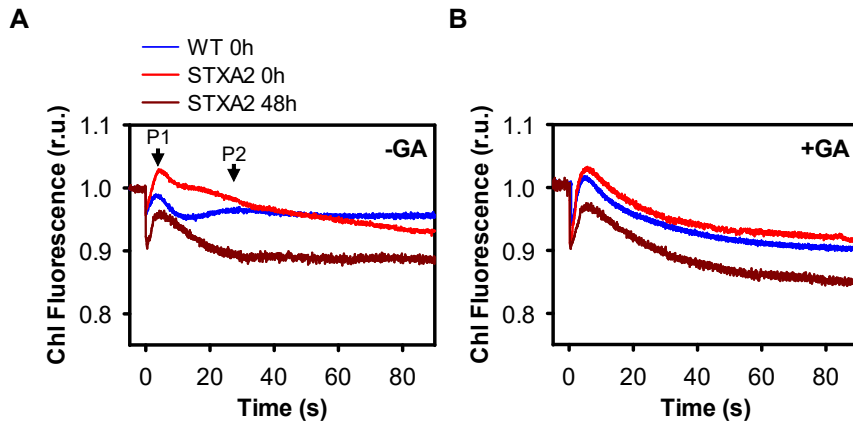 A
B
WT 0h
STXA2 0h
STXA2 48h
Chl Fluorescence (r.u.)
1.1
1.0
0.9
0.8
P1
P2
-GA
0
20
40
60
80
Time (s)
Chl Fluorescence (r.u.)
1.1
1.0
0.9
0.8
+GA
0
20
40
60
80
Time (s)